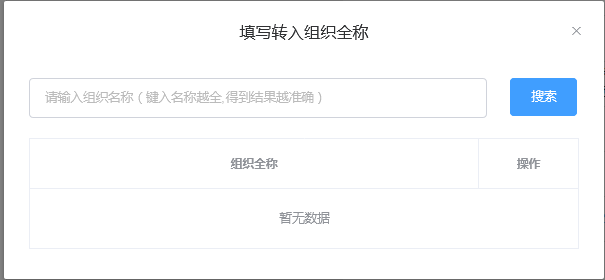 填写转入组织全称
请输入组织名称（键入名称越全,得到结果越准确）
搜索
组织全称 操作
暂无数据